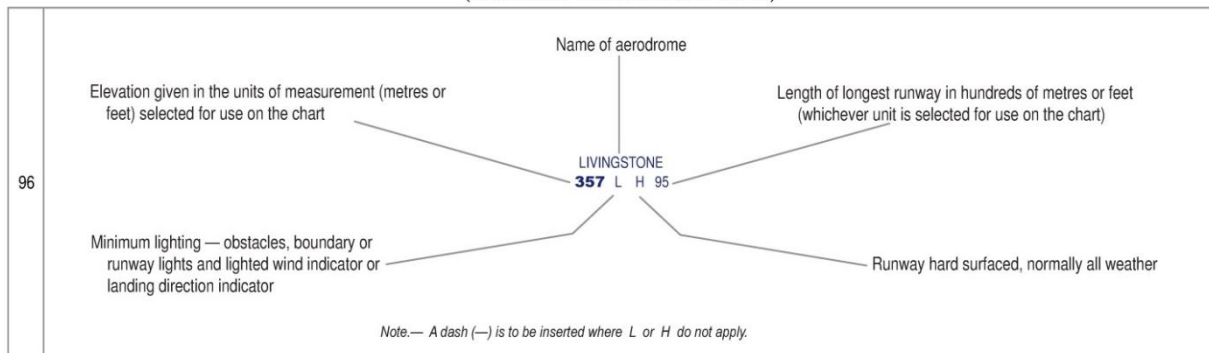 96
Name of aerodrome
Elevation given in the units of measurement (metres or
feet) selected for use on the chart
Length of longest runway in hundreds of metres or feet
(whichever unit is selected for use on the chart)
LIVINGSTONE
357 L H 95
Minimum lighting — obstacles, boundary or
runway lights and lighted wind indicator or
landing direction indicator
Runway hard surfaced, normally all weather
Note.— A dash (—) is to be inserted where L or H do not apply.